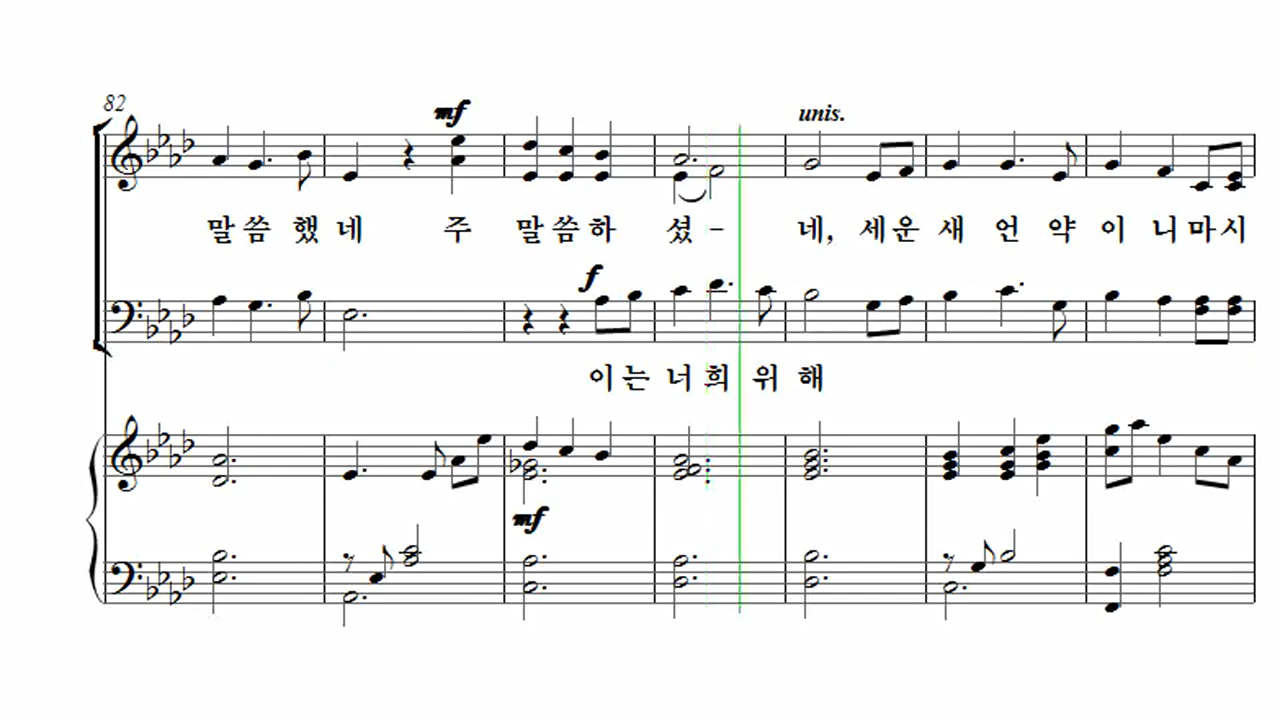 82
mf
unis.
말씀 했네 주 말씀하 셨 - 네, 세운 새 언 약 이 니마시
f
이는 너희 위 해
mf